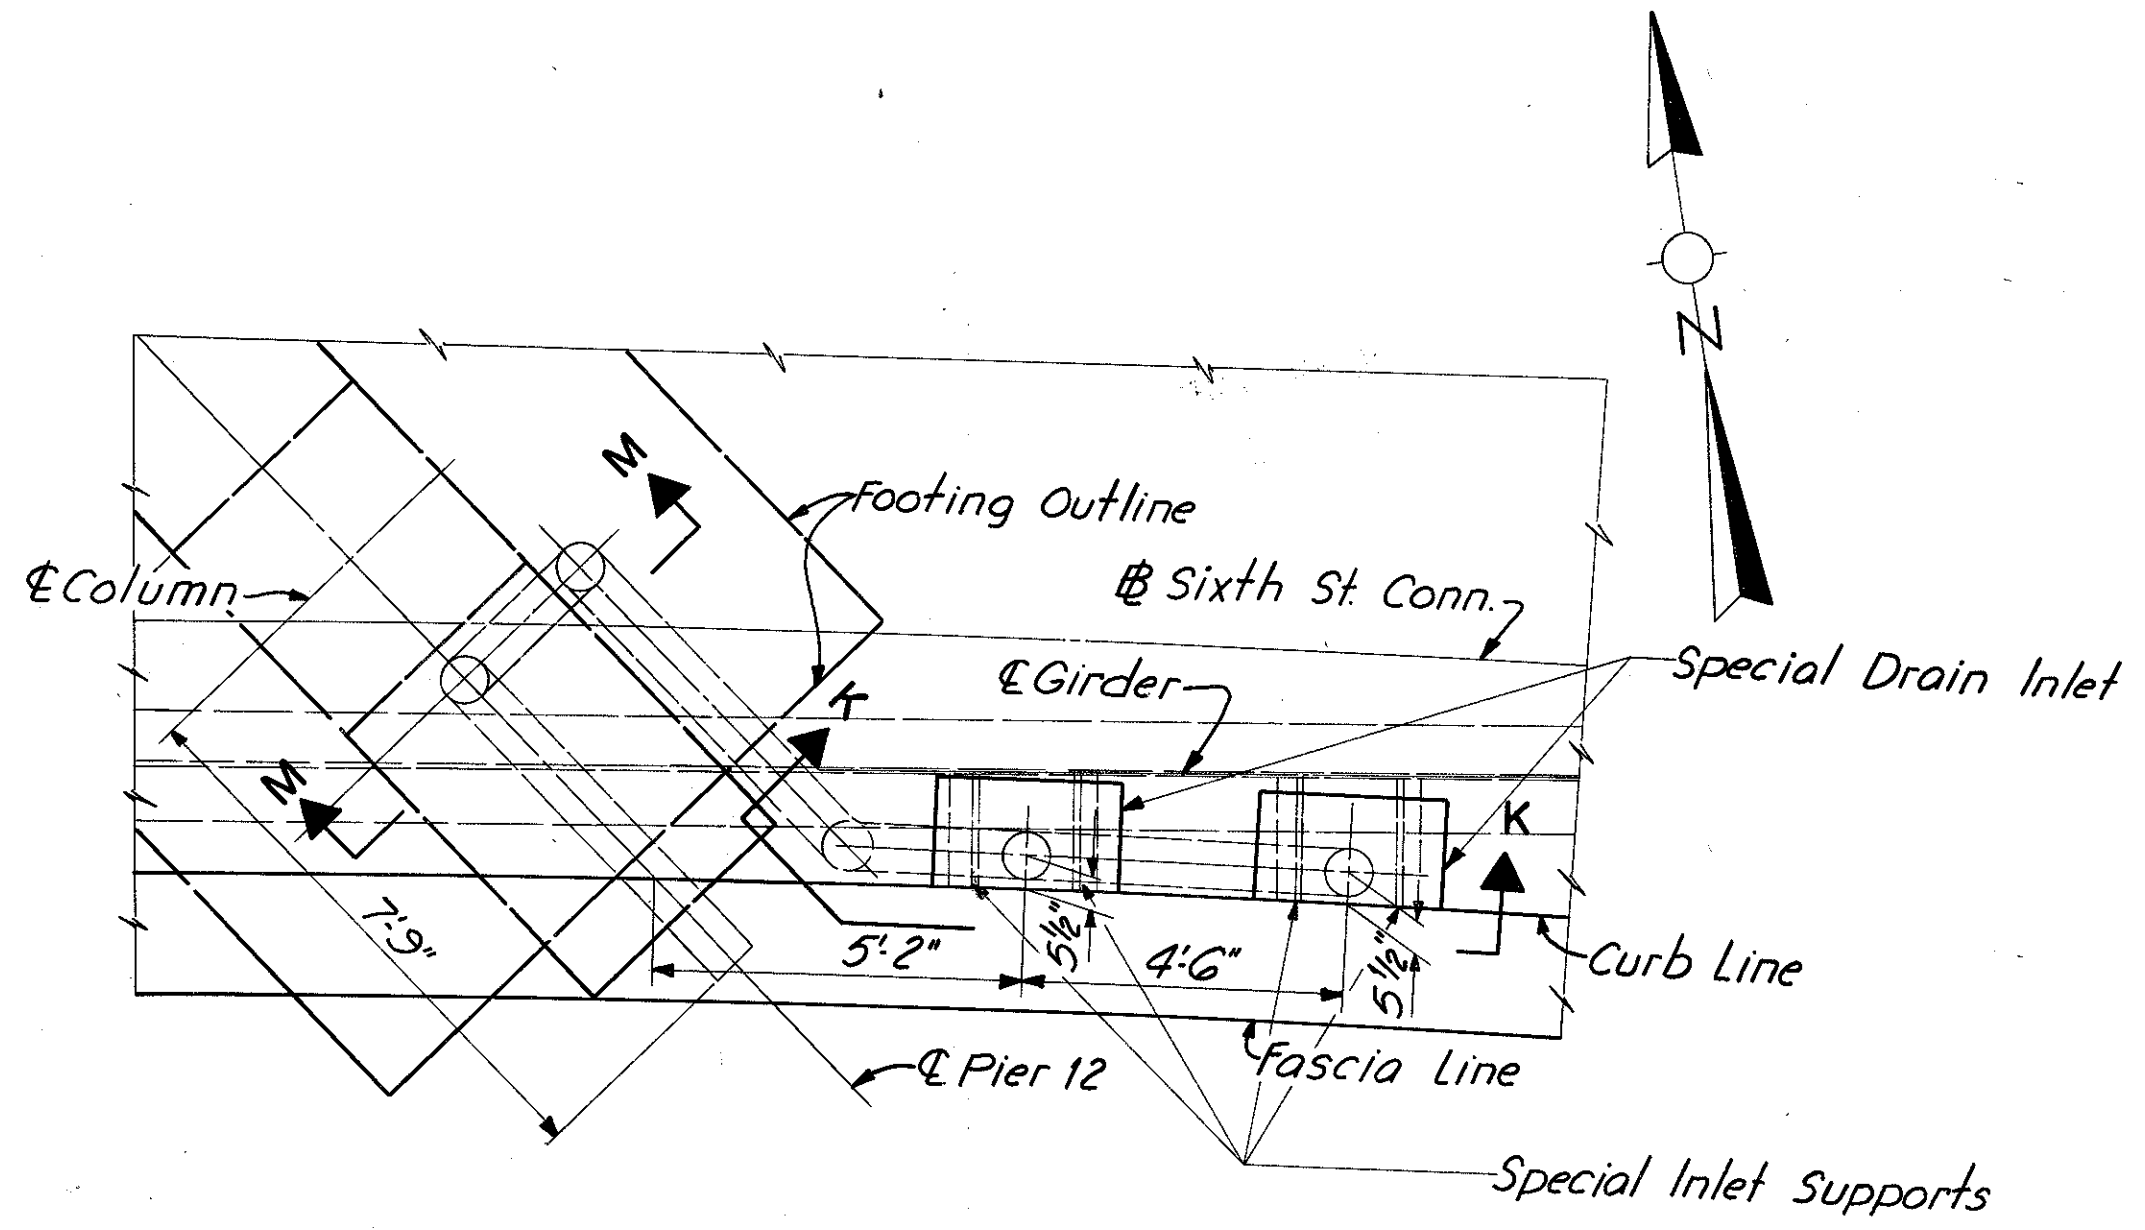 N
M
Footing Outline
℄ Column
B̸L Sixth St. Conn.
℄ Girder
Special Drain Inlet
K
M
K
7'-9"
5'-2"
5½"
4'-6"
5½"
Curb Line
Fascia Line
℄ Pier 12
Special Inlet Supports